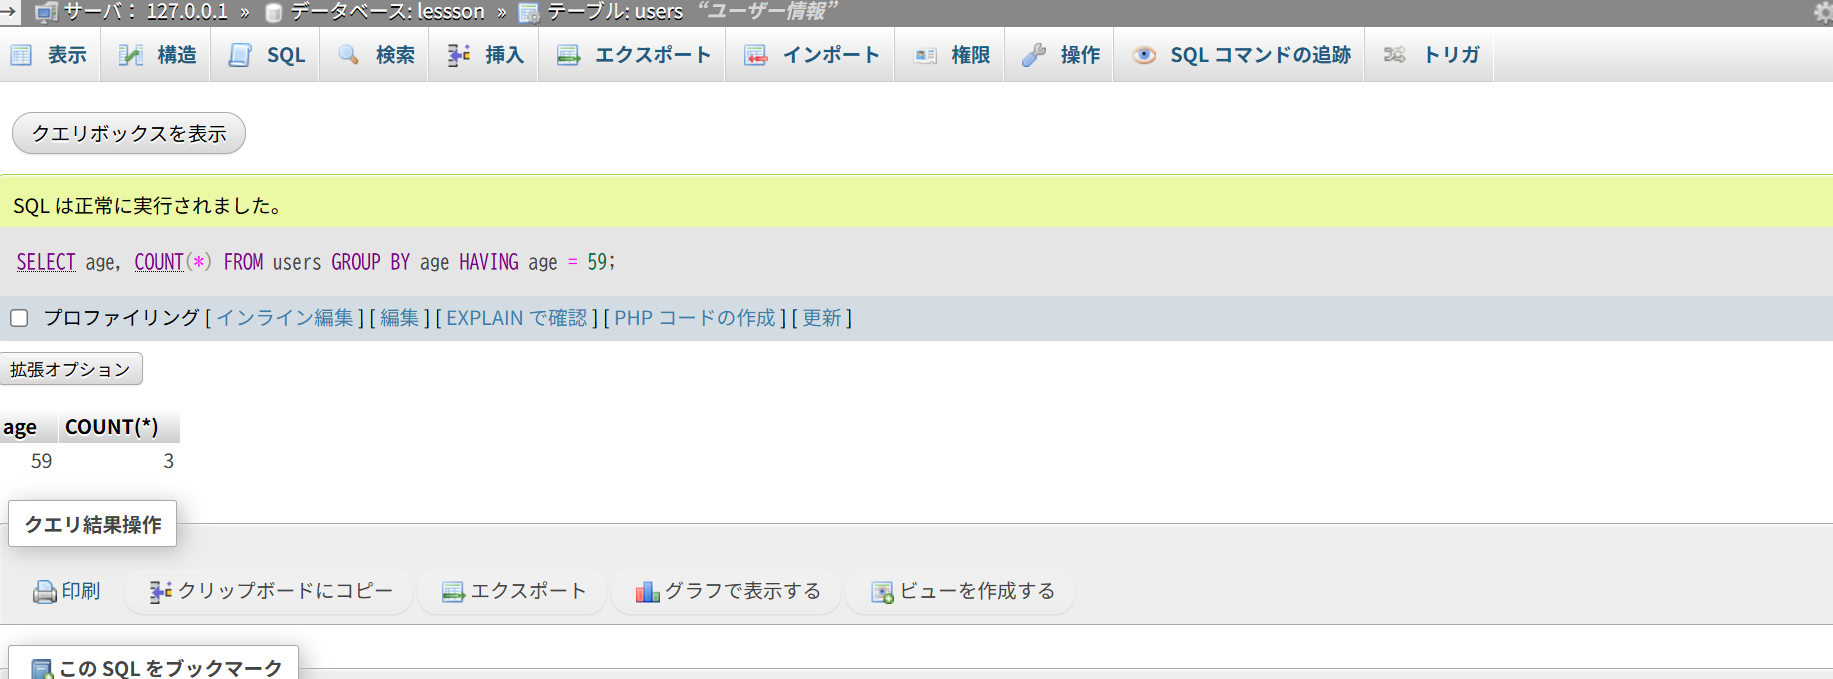 サーバ： 127.0.0.1 » データベース: lessson » テーブル: users “ユーザー情報”
表示 構造 SQL 検索 挿入 エクスポート インポート 権限 操作 SQL コマンドの追跡 トリガ
クエリボックスを表示
SQL は正常に実行されました。
SELECT age, COUNT(*) FROM users GROUP BY age HAVING age = 59;
プロファイリング [ インライン編集 ] [ 編集 ] [ EXPLAIN で確認 ] [ PHP コードの作成 ] [ 更新 ]
拡張オプション
age COUNT(*)
59 3
クエリ結果操作
印刷 クリップボードにコピー エクスポート グラフで表示する ビューを作成する
この SQL をブックマーク